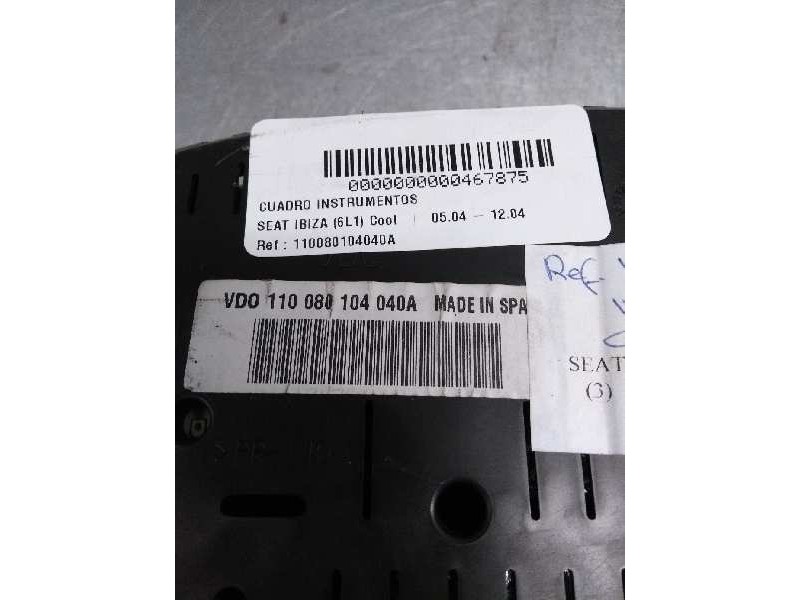 0000000000467875
CUADRO INSTRUMENTOS
SEAT IBIZA (6L1) Cool | 05.04 - 12.04
Ref : 110080104040A
Ref-
VDO 110 080 104 040A MADE IN SPA
SEAT
(3)